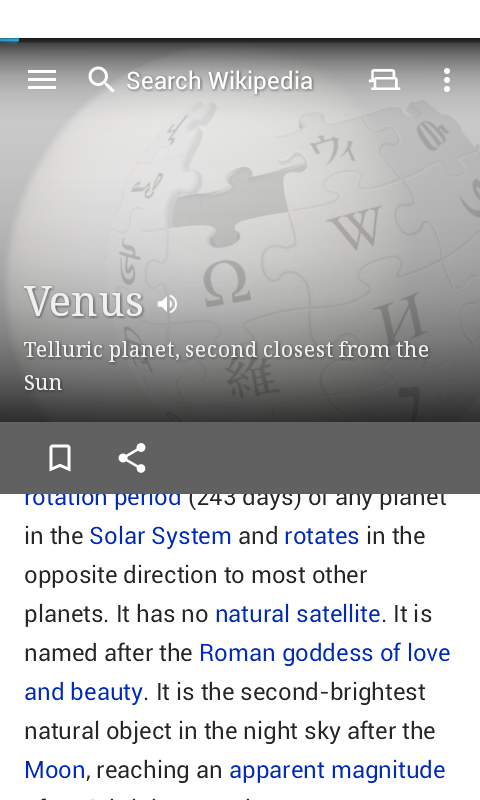 Search Wikipedia
ウィ
W
Ω
И
維
Venus
Telluric planet, second closest from the
Sun
rotation period (243 days) of any planet
in the Solar System and rotates in the
opposite direction to most other
planets. It has no natural satellite. It is
named after the Roman goddess of love
and beauty. It is the second-brightest
natural object in the night sky after the
Moon, reaching an apparent magnitude